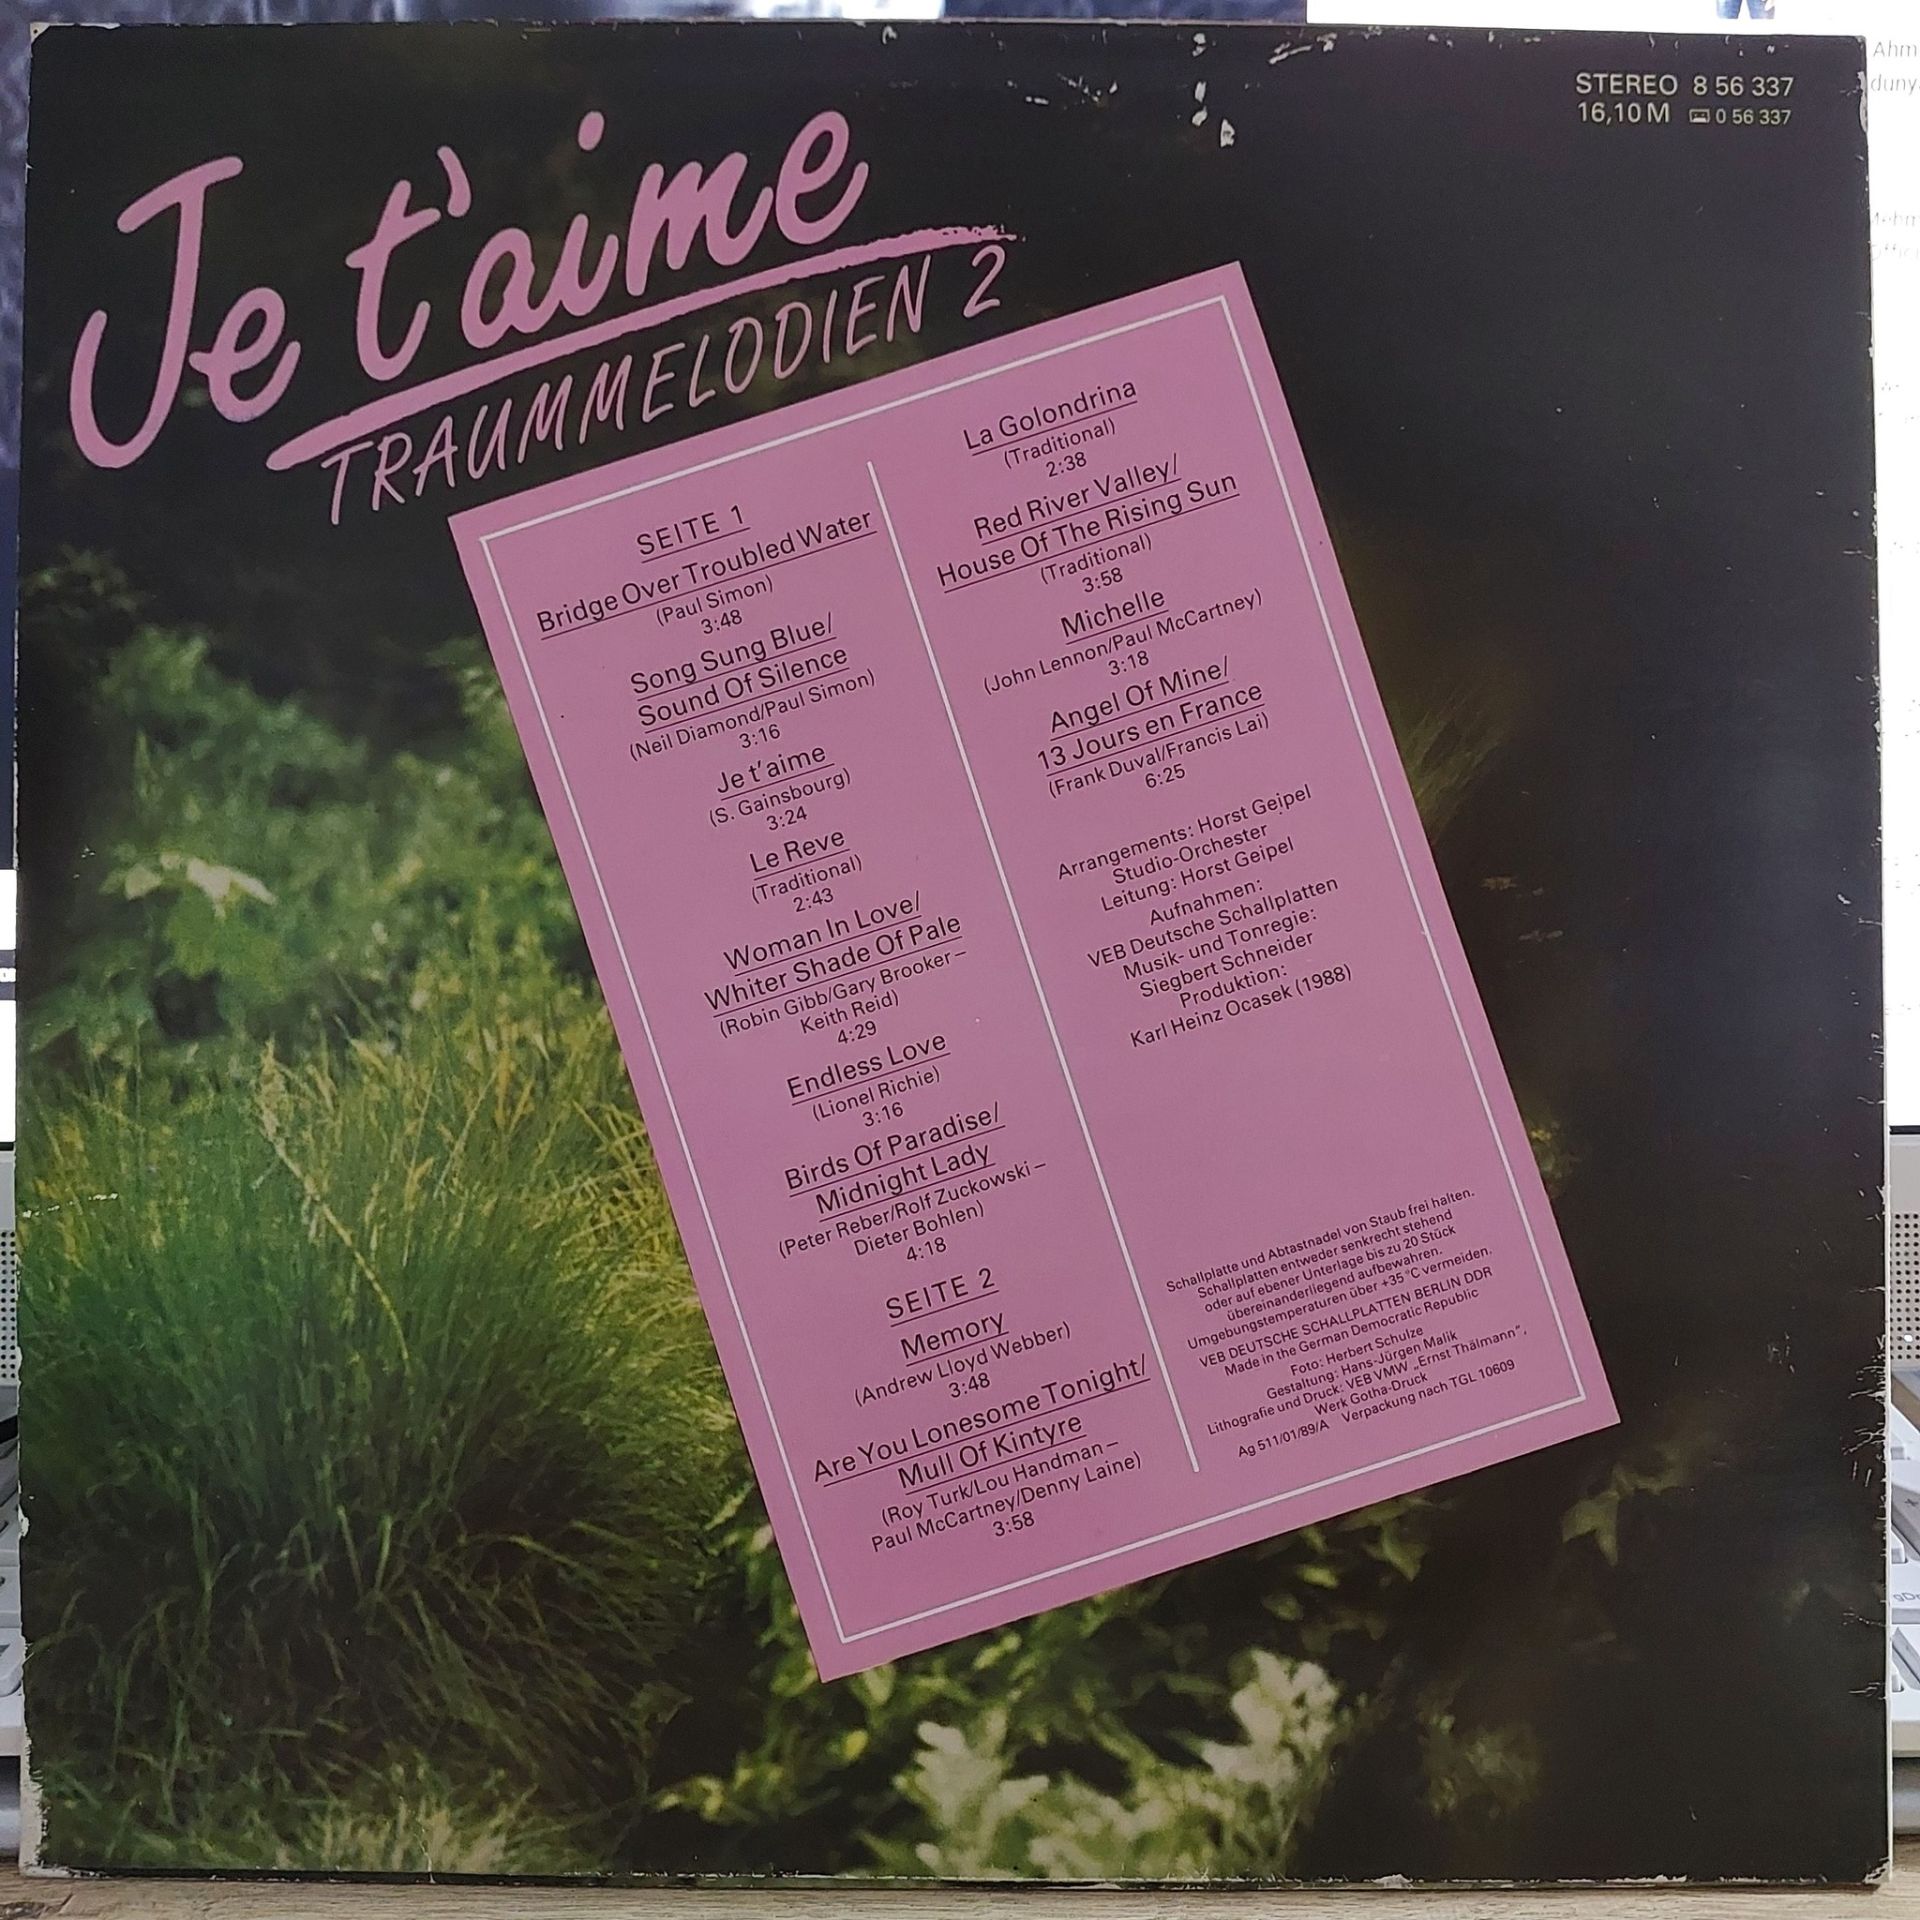 STEREO 8 56 337
16,10 M 0 56 337
Je t'aime
TRAUMMELODIEN 2
SEITE 1
Bridge Over Troubled Water
(Paul Simon)
3:48
Song Sung Blue/
Sound Of Silence
(Neil Diamond/Paul Simon)
3:16
Je t'aime
(S. Gainsbourg)
3:24
Le Reve
(Traditional)
2:43
Woman In Love/
Whiter Shade Of Pale
(Robin Gibb/Gary Brooker –
Keith Reid)
4:29
Endless Love
(Lionel Richie)
3:16
Birds Of Paradise/
Midnight Lady
(Peter Reber/Rolf Zuckowski –
Dieter Bohlen)
4:18
SEITE 2
Memory
(Andrew Lloyd Webber)
3:48
Are You Lonesome Tonight/
Mull Of Kintyre
(Roy Turk/Lou Handman –
Paul McCartney/Denny Laine)
3:58
La Golondrina
(Traditional)
2:38
Red River Valley/
House Of The Rising Sun
(Traditional)
3:58
Michelle
(John Lennon/Paul McCartney)
3:18
Angel Of Mine/
13 Jours en France
(Frank Duval/Francis Lai)
6:25
Arrangements: Horst Geipel
Studio-Orchester
Leitung: Horst Geipel
Aufnahmen:
VEB Deutsche Schallplatten
Musik- und Tonregie:
Siegbert Schneider
Produktion:
Karl Heinz Ocasek (1988)
Schallplatte und Abtastnadel von Staub frei halten.
Schallplatten entweder senkrecht stehend
oder auf ebener Unterlage bis zu 20 Stück
übereinanderliegend aufbewahren.
Umgebungstemperaturen über +35 °C vermeiden.
VEB DEUTSCHE SCHALLPLATTEN BERLIN DDR
Made in the German Democratic Republic
Foto: Herbert Schulze
Gestaltung: Hans-Jürgen Malik
Lithografie und Druck: VEB VMW „Ernst Thälmann",
Werk Gotha-Druck
Ag 511/01/89/A Verpackung nach TGL 10609